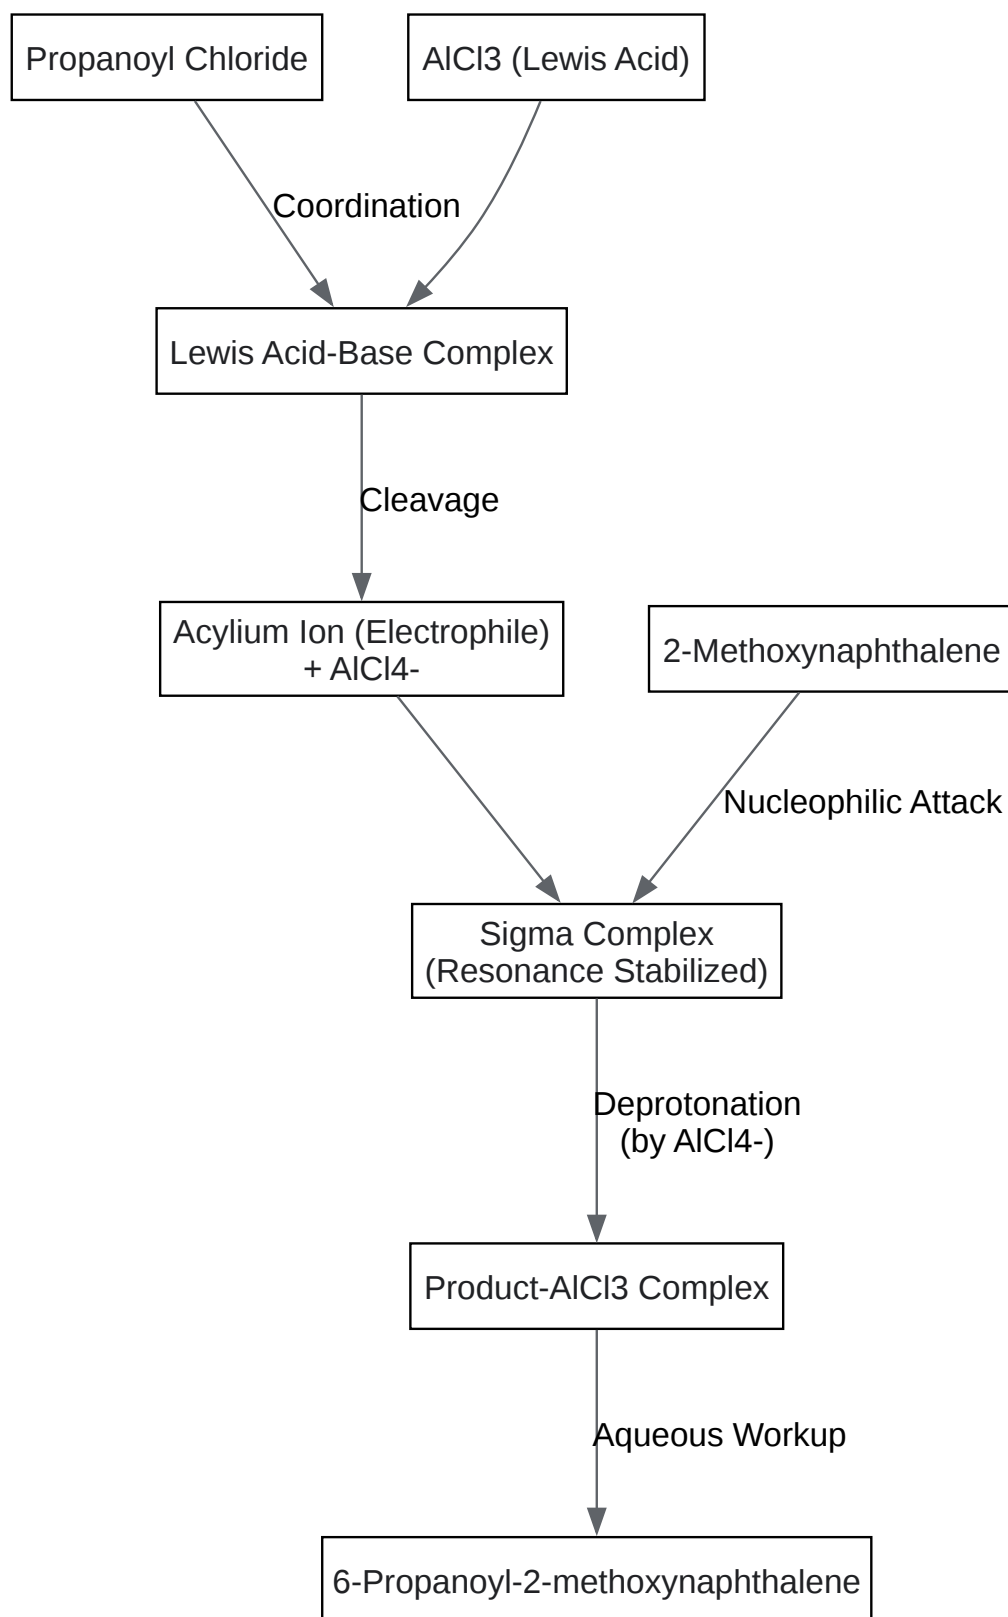 Propanoyl Chloride
AlCl3 (Lewis Acid)
Coordination
Lewis Acid-Base Complex
Cleavage
Acylium Ion (Electrophile)
+ AlCl4-
2-Methoxynaphthalene
Nucleophilic Attack
Sigma Complex
(Resonance Stabilized)
Deprotonation
(by AlCl4-)
Product-AlCl3 Complex
Aqueous Workup
6-Propanoyl-2-methoxynaphthalene